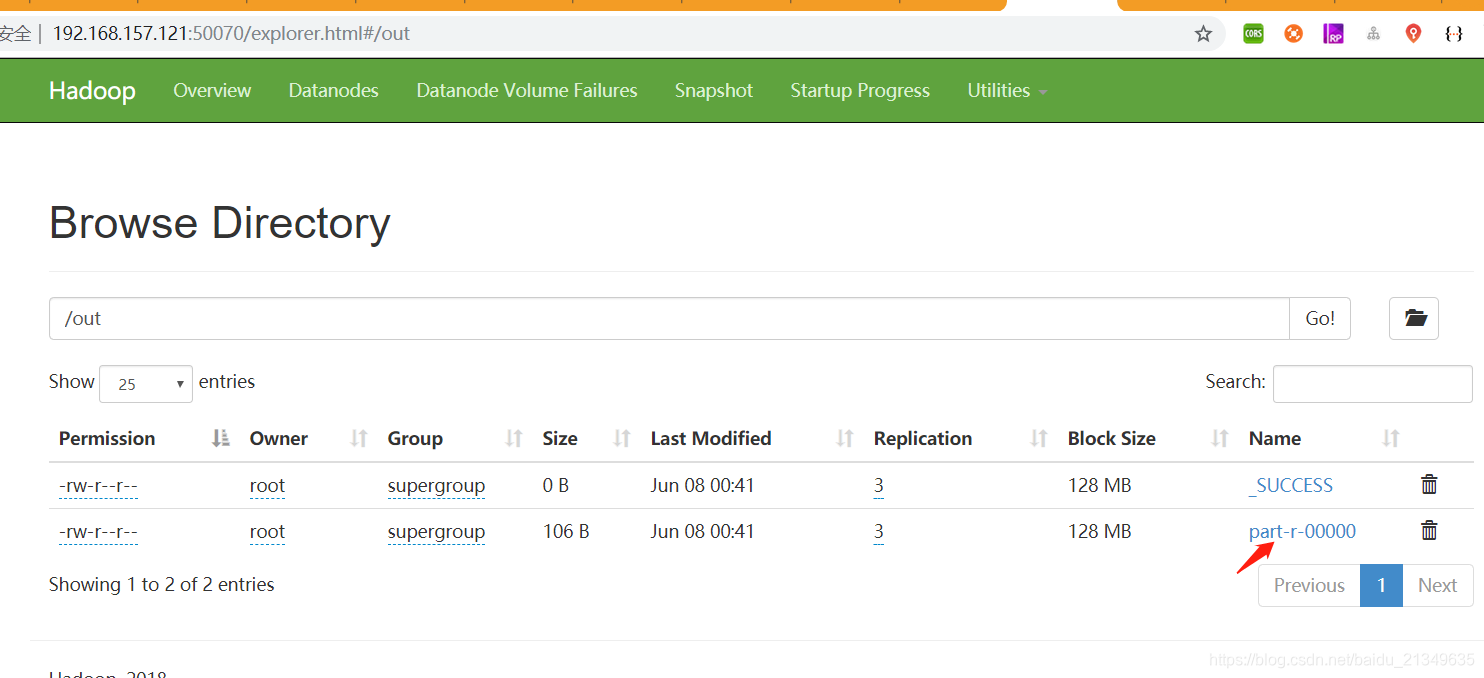 安全 | 192.168.157.121:50070/explorer.html#/out
CORS RP
Hadoop Overview Datanodes Datanode Volume Failures Snapshot Startup Progress Utilities
Browse Directory
/out Go!
Show 25 entries Search:
Permission Owner Group Size Last Modified Replication Block Size Name
-rw-r--r-- root supergroup 0 B Jun 08 00:41 3 128 MB _SUCCESS
-rw-r--r-- root supergroup 106 B Jun 08 00:41 3 128 MB part-r-00000
Showing 1 to 2 of 2 entries Previous 1 Next
Hadoop, 2018.
https://blog.csdn.net/baidu_21349635